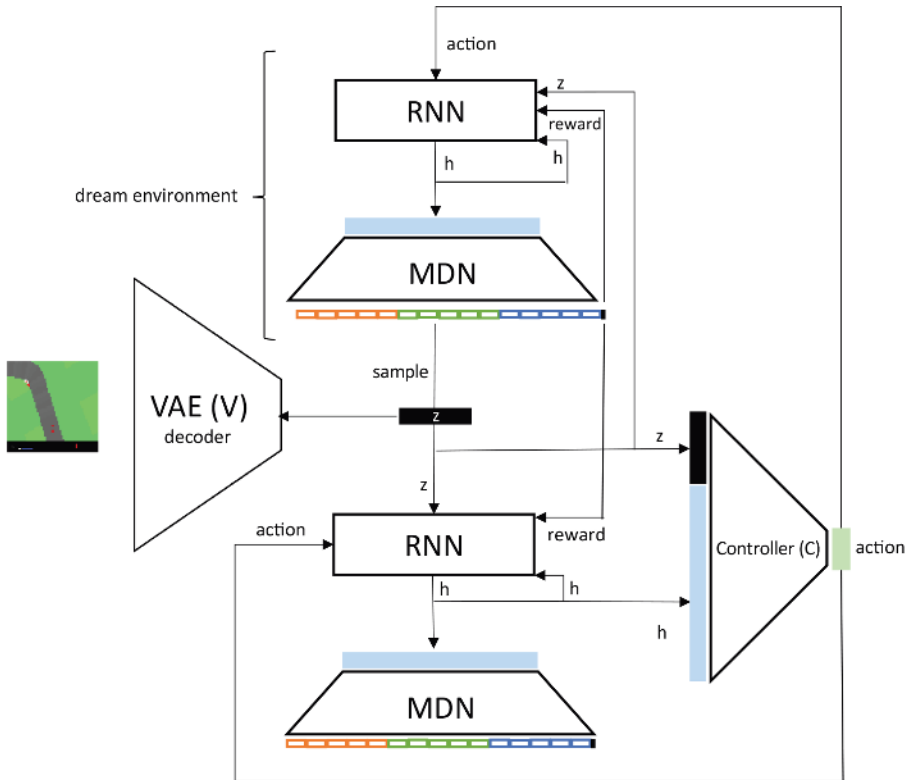 action
z
RNN
reward
h
h
dream environment
MDN
sample
VAE (V)
decoder
z
z
z
action
RNN
reward
h
h
h
Controller (C)
action
MDN